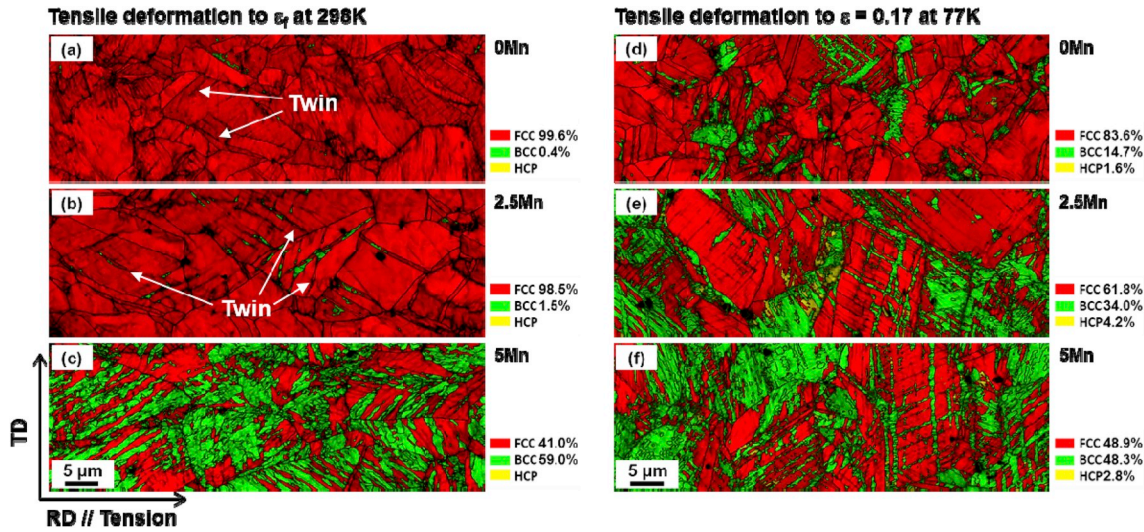 Tensile deformation to εf at 298K
(a)
Twin
0Mn
FCC 99.6%
BCC 0.4%
HCP
(b)
Twin
2.5Mn
FCC 98.5%
BCC 1.5%
HCP
(c)
5Mn
FCC 41.0%
BCC 59.0%
HCP
5 μm
TD
RD // Tension
Tensile deformation to ε = 0.17 at 77K
(d)
0Mn
FCC 83.6%
BCC 14.7%
HCP 1.6%
(e)
2.5Mn
FCC 61.8%
BCC 34.0%
HCP 4.2%
(f)
5Mn
FCC 48.9%
BCC 48.3%
HCP 2.8%
5 μm